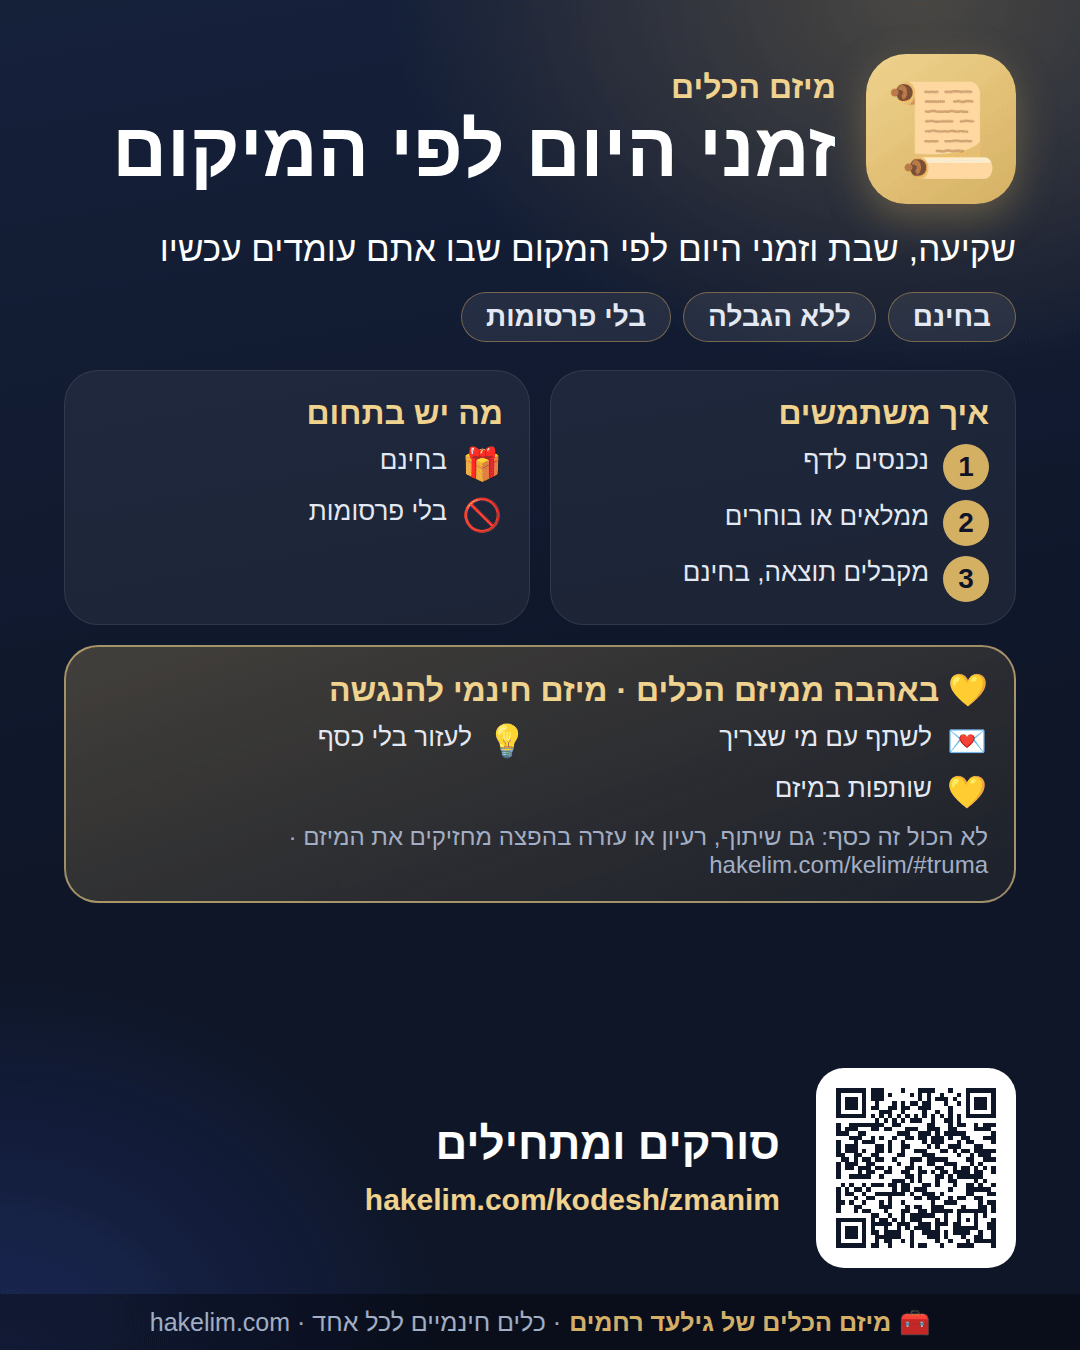 מיזם הכלים
זמני היום לפי המיקום
שקיעה, שבת וזמני היום לפי המקום שבו אתם עומדים עכשיו
בחינם
ללא הגבלה
בלי פרסומות
איך משתמשים
1 נכנסים לדף
2 ממלאים או בוחרים
3 מקבלים תוצאה, בחינם
מה יש בתחום
בחינם
בלי פרסומות
באהבה ממיזם הכלים · מיזם חינמי להנגשה
לשתף עם מי שצריך
לעזור בלי כסף
שותפות במיזם
לא הכול זה כסף: גם שיתוף, רעיון או עזרה בהפצה מחזיקים את המיזם ·
hakelim.com/kelim/#truma
סורקים ומתחילים
hakelim.com/kodesh/zmanim
מיזם הכלים של גילעד רחמים · כלים חינמיים לכל אחד · hakelim.com